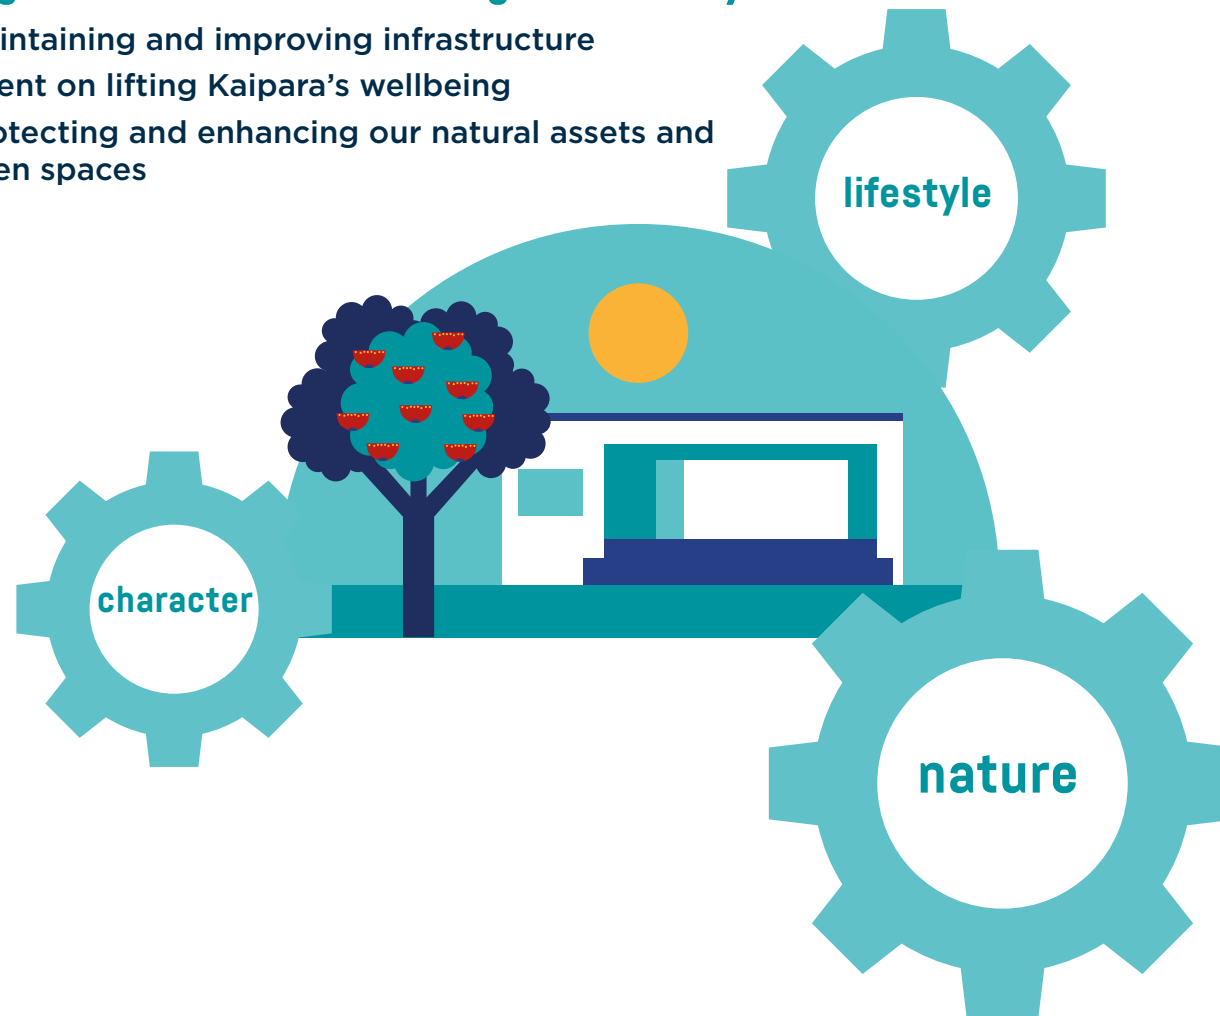 intaining and improving infrastructure
ent on lifting Kaipara’s wellbeing
otecting and enhancing our natural assets and
en spaces
lifestyle
character
nature